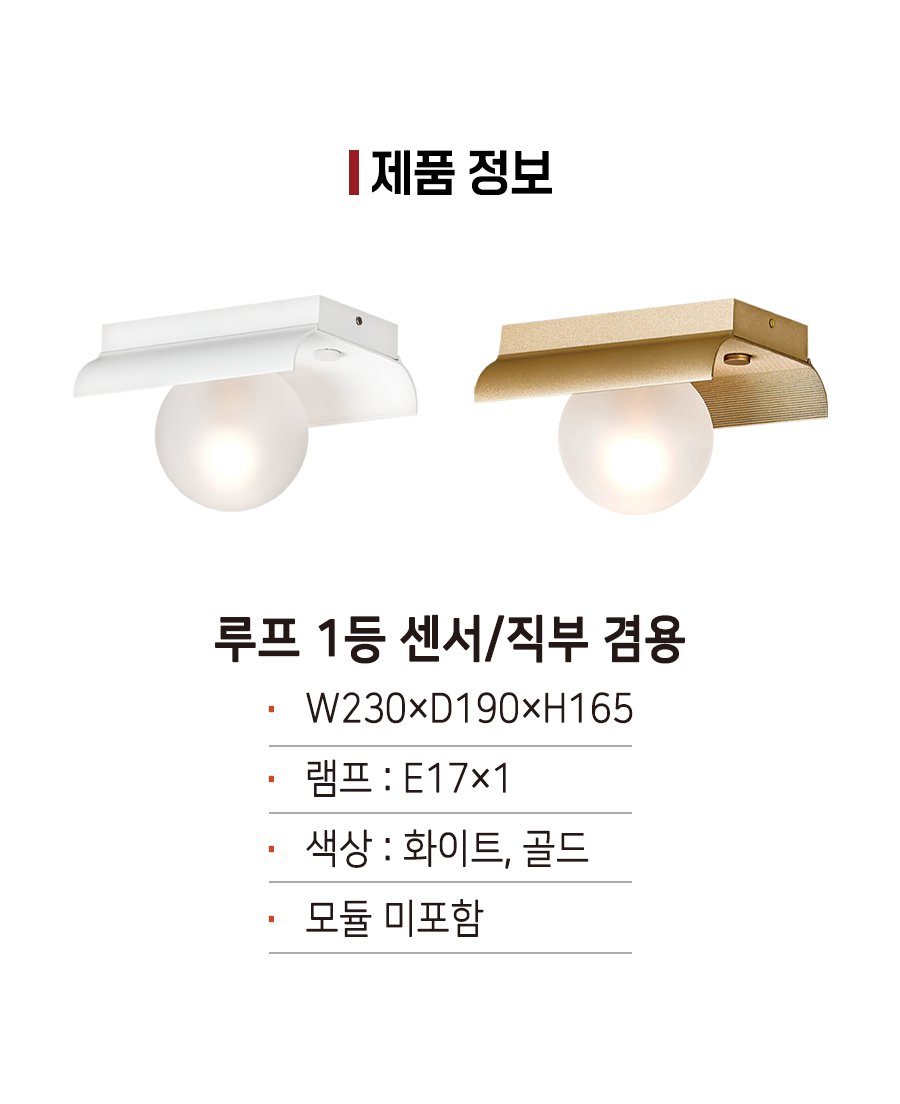 제품 정보
루프 1등 센서/직부 겸용
· W230×D190×H165
· 램프 : E17×1
· 색상 : 화이트, 골드
· 모듈 미포함